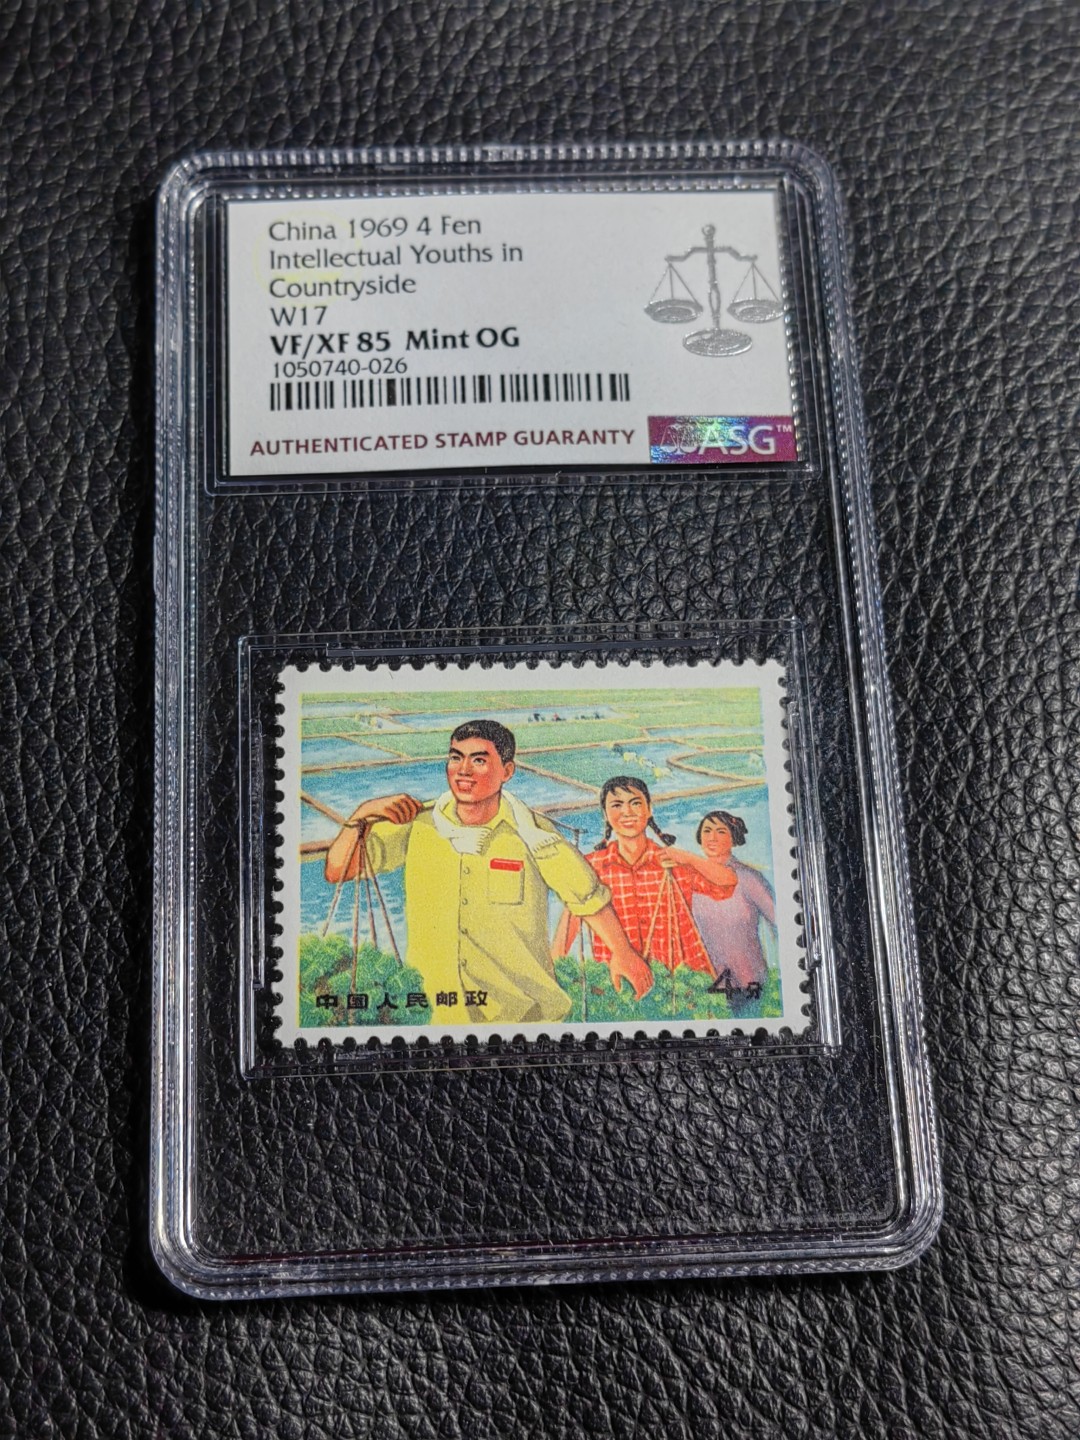 China 1969 4 Fen
Intellectual Youths in
Countryside
W17
VF/XF 85 Mint OG
1050740-026
AUTHENTICATED STAMP GUARANTY
ASG™
中国人民邮政
4分